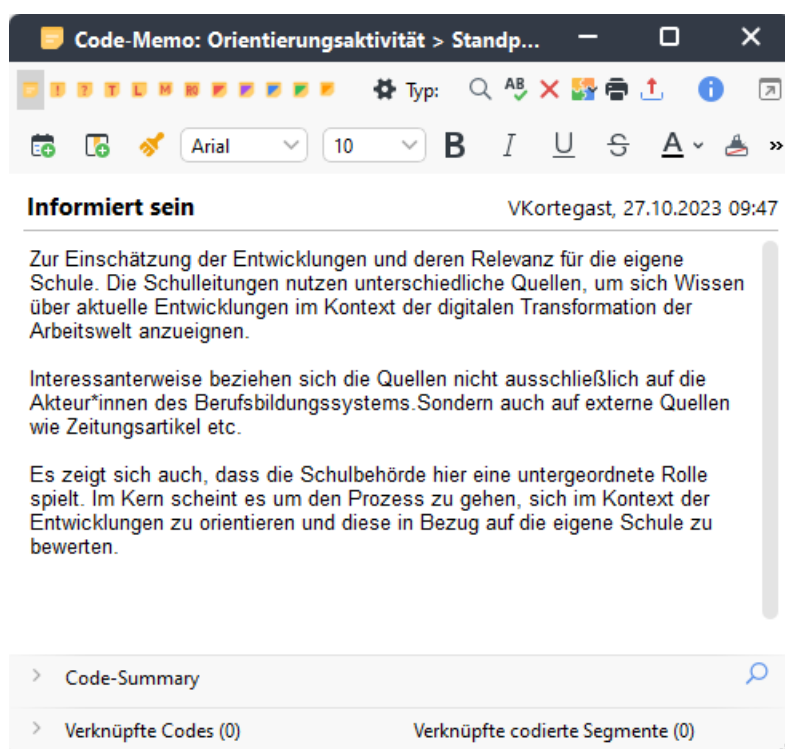 Code-Memo: Orientierungsaktivität > Standp...
! ? T L M R0 Typ: AB
Arial 10 B I U S A »
Informiert sein VKortegast, 27.10.2023 09:47
Zur Einschätzung der Entwicklungen und deren Relevanz für die eigene
Schule. Die Schulleitungen nutzen unterschiedliche Quellen, um sich Wissen
über aktuelle Entwicklungen im Kontext der digitalen Transformation der
Arbeitswelt anzueignen.
Interessanterweise beziehen sich die Quellen nicht ausschließlich auf die
Akteur*innen des Berufsbildungssystems.Sondern auch auf externe Quellen
wie Zeitungsartikel etc.
Es zeigt sich auch, dass die Schulbehörde hier eine untergeordnete Rolle
spielt. Im Kern scheint es um den Prozess zu gehen, sich im Kontext der
Entwicklungen zu orientieren und diese in Bezug auf die eigene Schule zu
bewerten.
Code-Summary
Verknüpfte Codes (0) Verknüpfte codierte Segmente (0)